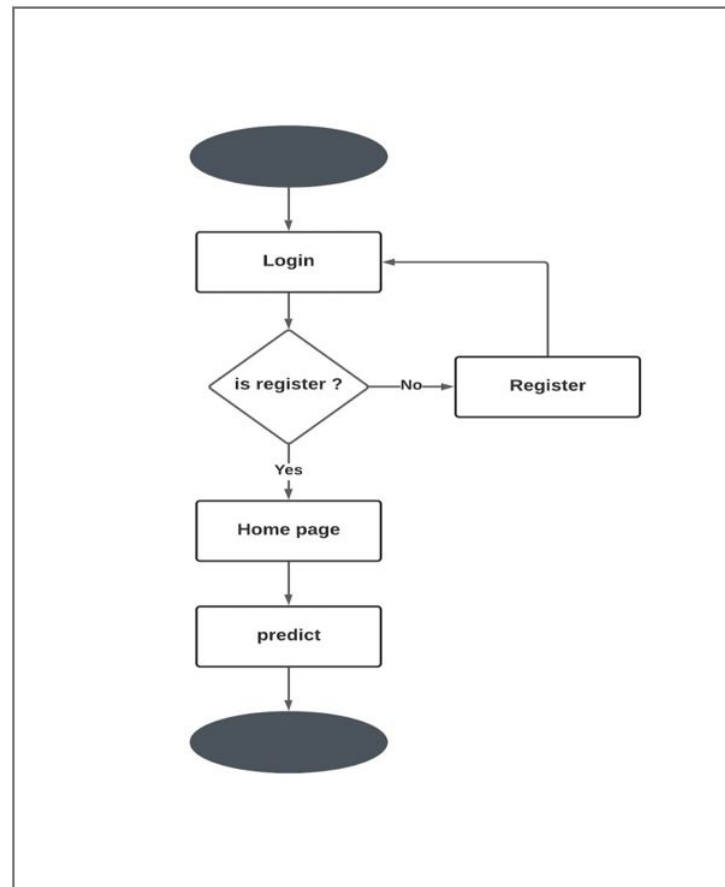 Login
is register ?
No
Register
Yes
Home page
predict